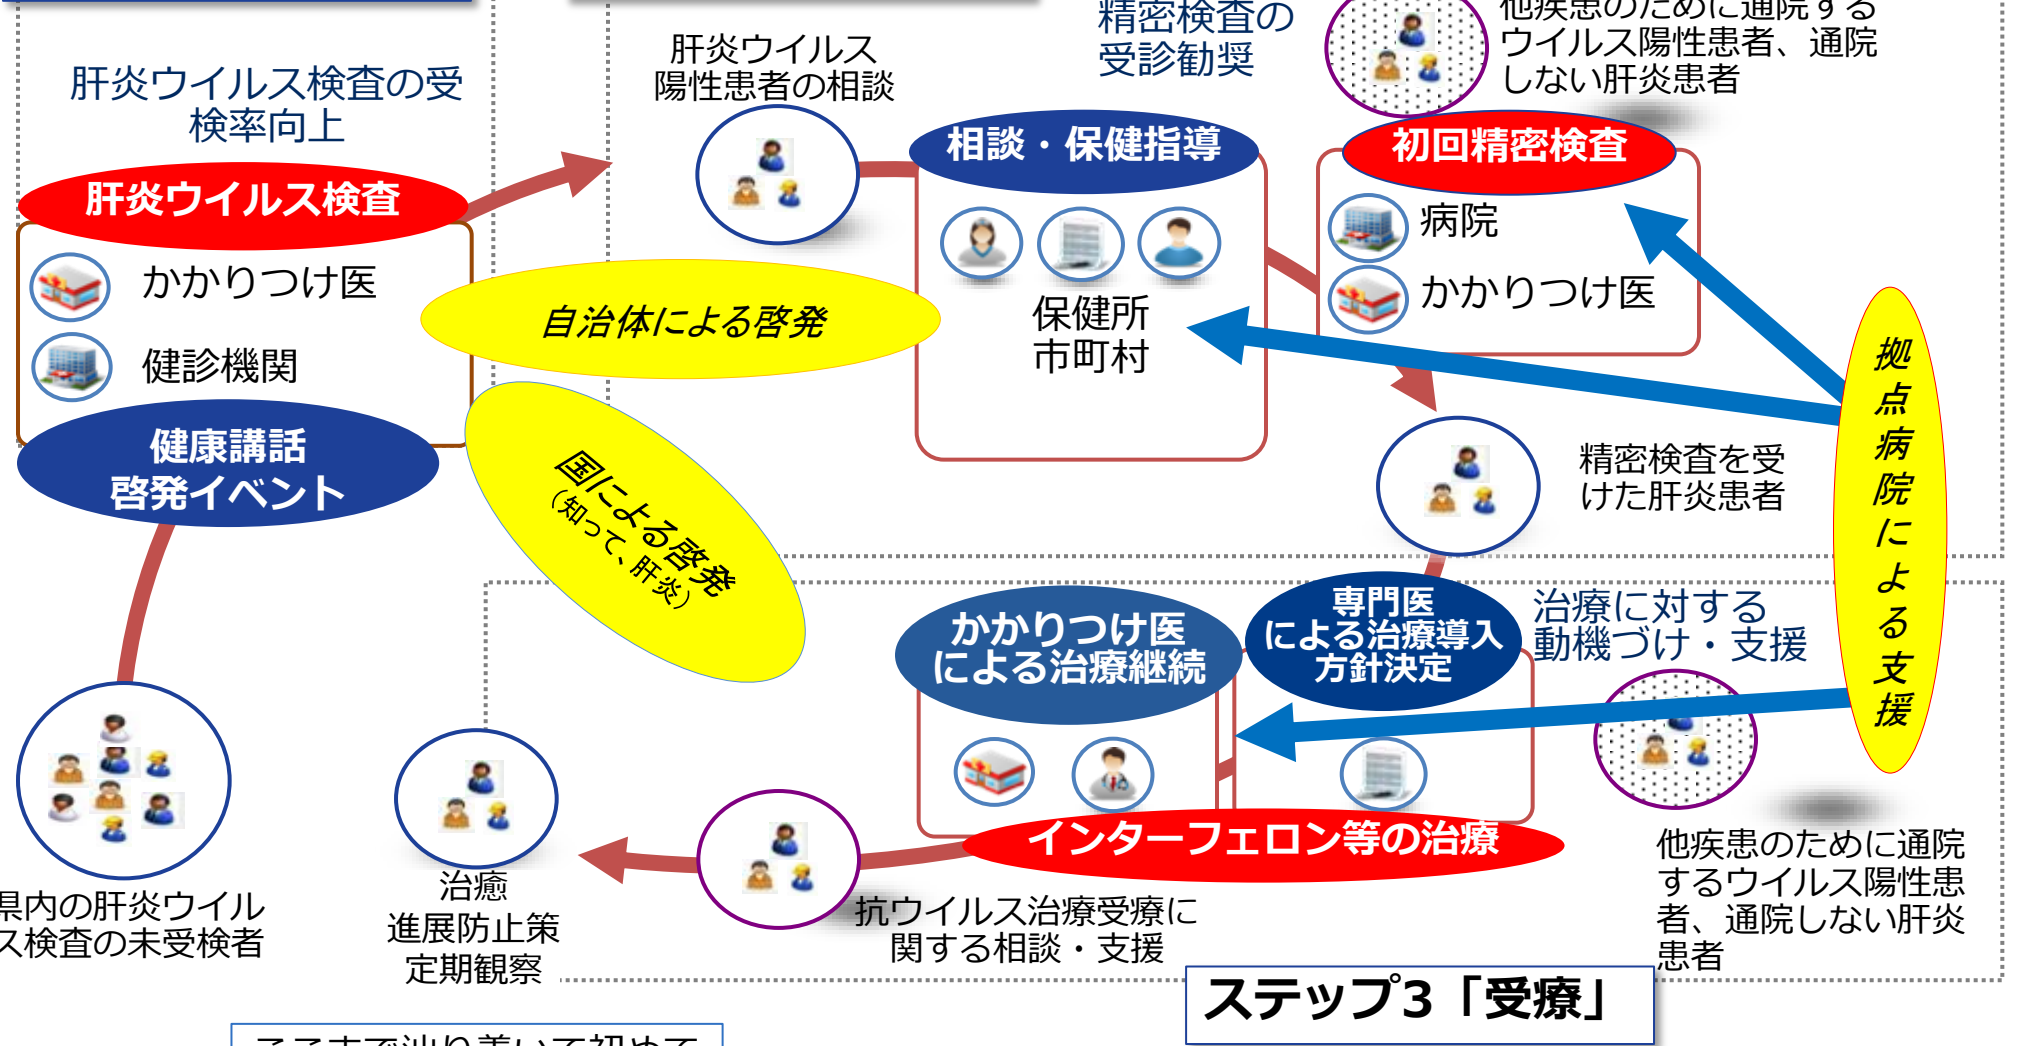 肝炎ウイルス検査の受
検率向上
肝炎ウイルス検査
かかりつけ医
健診機関
健康講話
啓発イベント
県内の肝炎ウイル
ス検査の未受検者
肝炎ウイルス
陽性患者の相談
相談・保健指導
保健所
市町村
精密検査の
受診勧奨
他疾患のために通院する
ウイルス陽性患者、通院
しない肝炎患者
初回精密検査
病院
かかりつけ医
自治体による啓発
国による啓発
（知って、肝炎）
精密検査を受
けた肝炎患者
拠点病院による支援
専門医
による治療導入
方針決定
治療に対する
動機づけ・支援
かかりつけ医
による治療継続
インターフェロン等の治療
他疾患のために通院
するウイルス陽性患
者、通院しない肝炎
患者
抗ウイルス治療受療に
関する相談・支援
治癒
進展防止策
定期観察
ステップ3「受療」
ここまで辿り着いて初めて